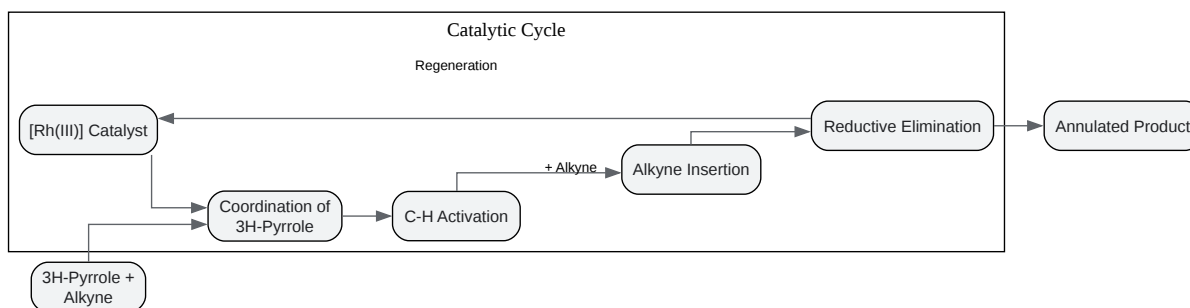 Catalytic Cycle
Regeneration
[Rh(III)] Catalyst
Reductive Elimination
Annulated Product
+ Alkyne
Alkyne Insertion
Coordination of
3H-Pyrrole
C-H Activation
3H-Pyrrole +
Alkyne